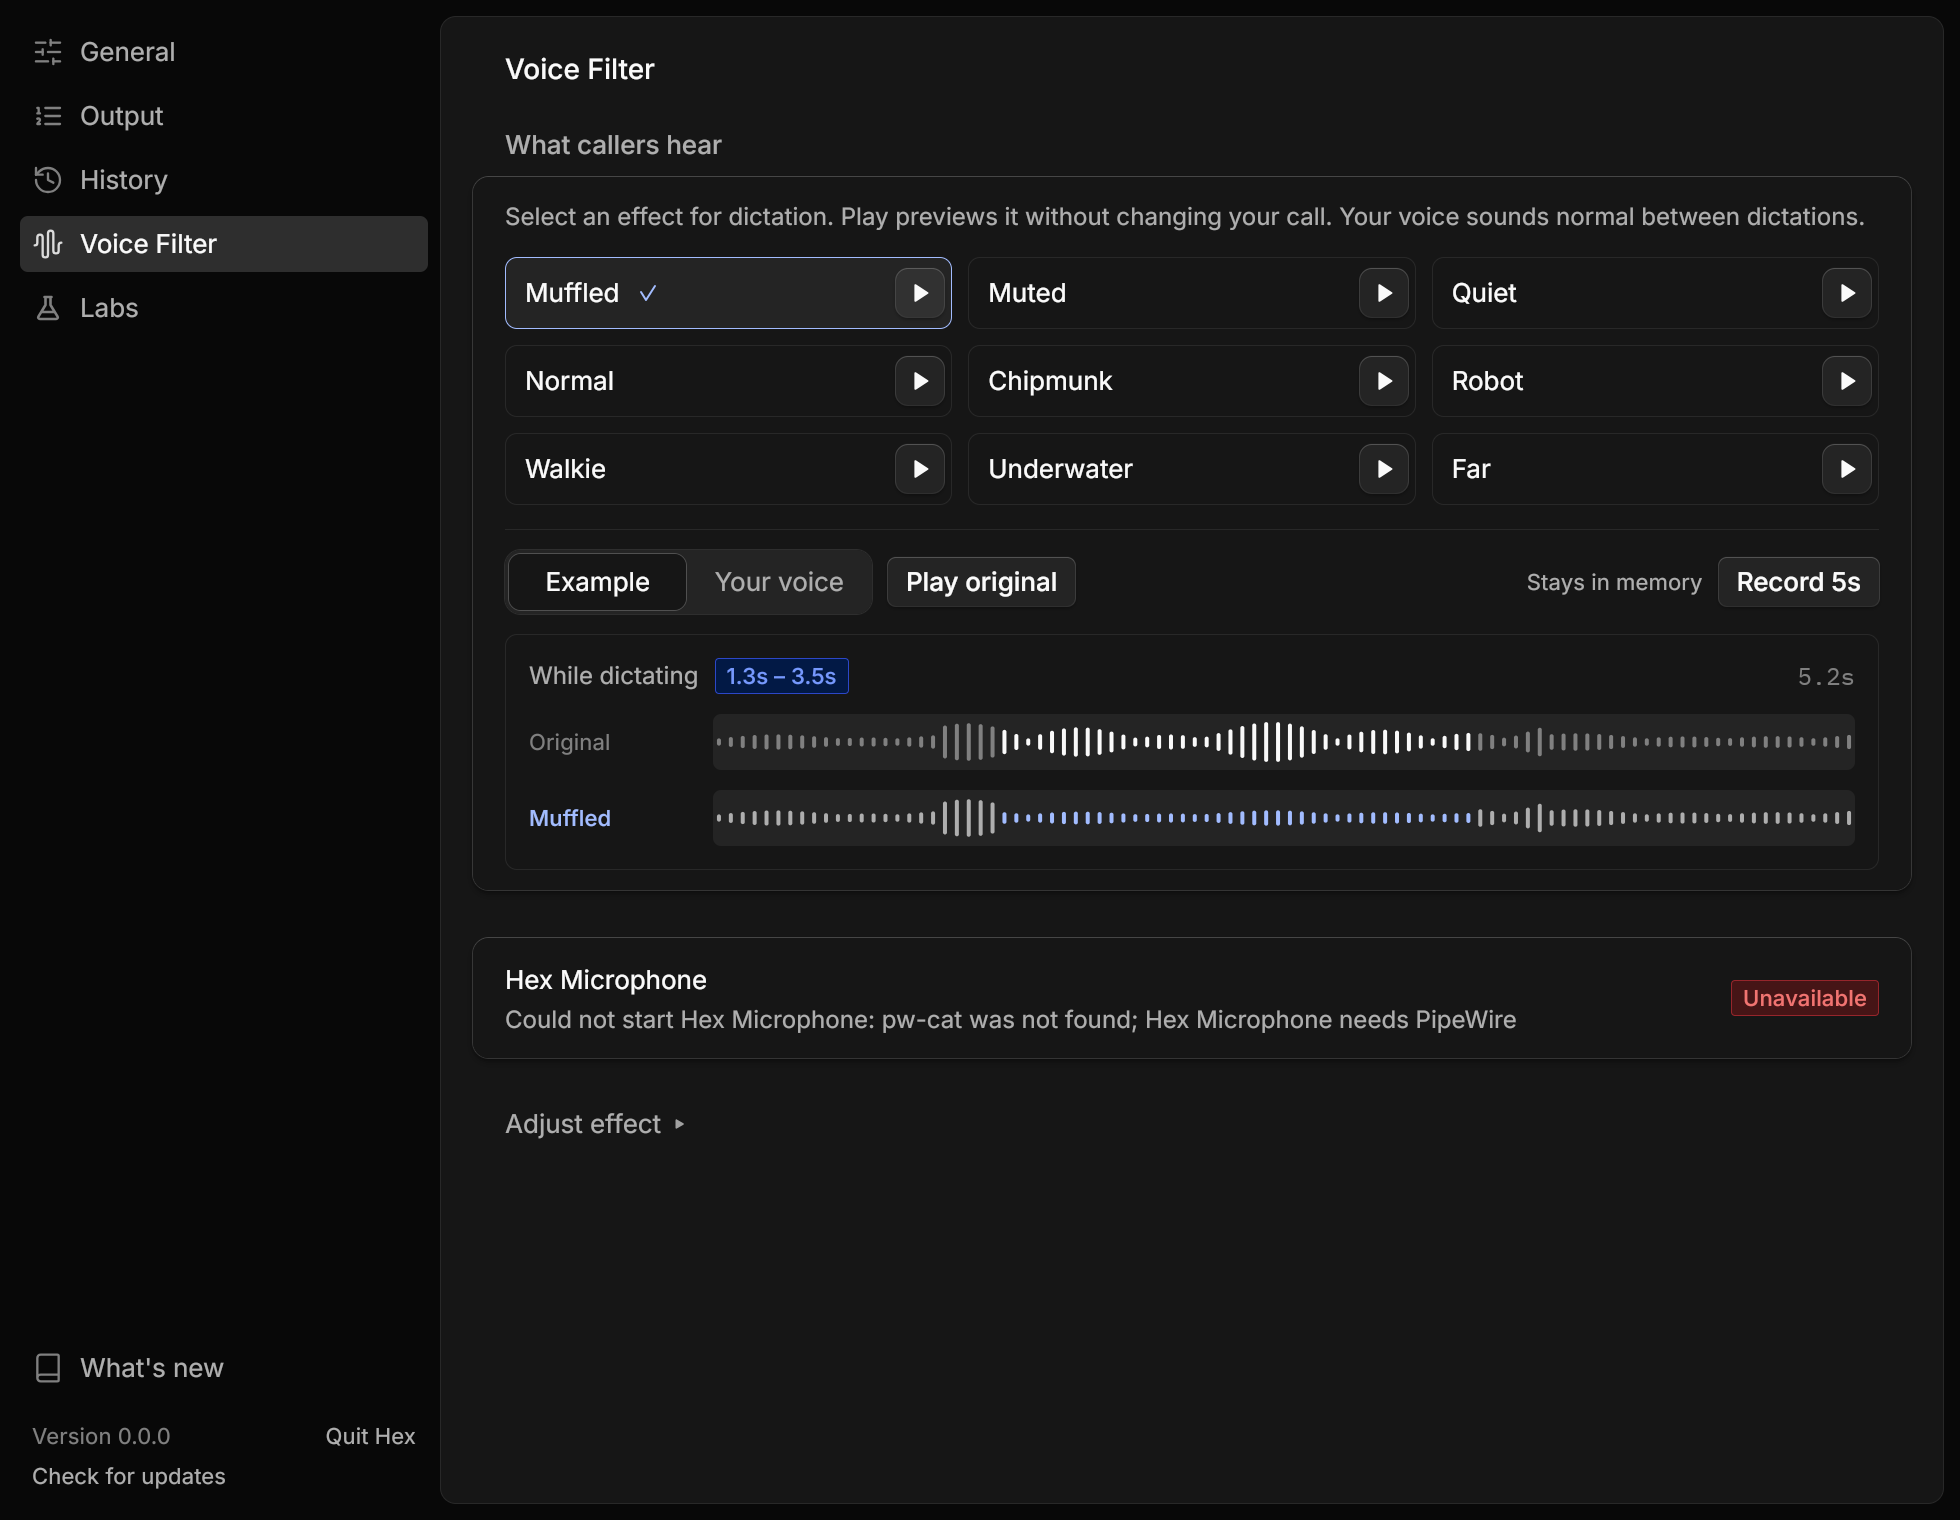 General
Output
History
Voice Filter
Labs
What's new
Version 0.0.0
Quit Hex
Check for updates
Voice Filter
What callers hear
Select an effect for dictation. Play previews it without changing your call. Your voice sounds normal between dictations.
Muffled
Muted
Quiet
Normal
Chipmunk
Robot
Walkie
Underwater
Far
Example
Your voice
Play original
Stays in memory
Record 5s
While dictating
1.3s – 3.5s
5.2s
Original
Muffled
Hex Microphone
Could not start Hex Microphone: pw-cat was not found; Hex Microphone needs PipeWire
Unavailable
Adjust effect